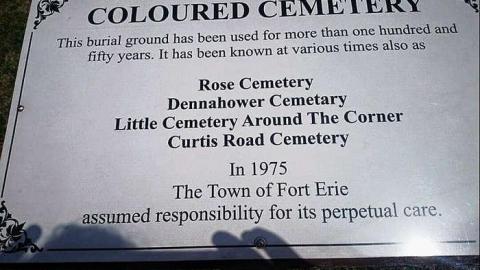 COLOURED CEMETERY
This burial ground has been used for more than one hundred and
fifty years. It has been known at various times also as
Rose Cemetery
Dennahower Cemetary
Little Cemetery Around The Corner
Curtis Road Cemetery
In 1975
The Town of Fort Erie
assumed responsibility for its perpetual care.